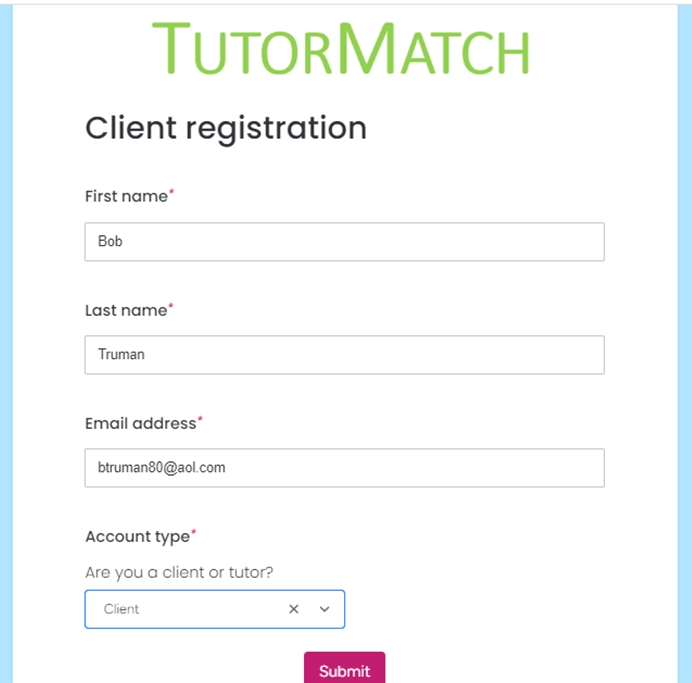 TUTORMATCH
Client registration
First name*
Bob
Last name*
Truman
Email address*
btruman80@aol.com
Account type*
Are you a client or tutor?
Client
Submit